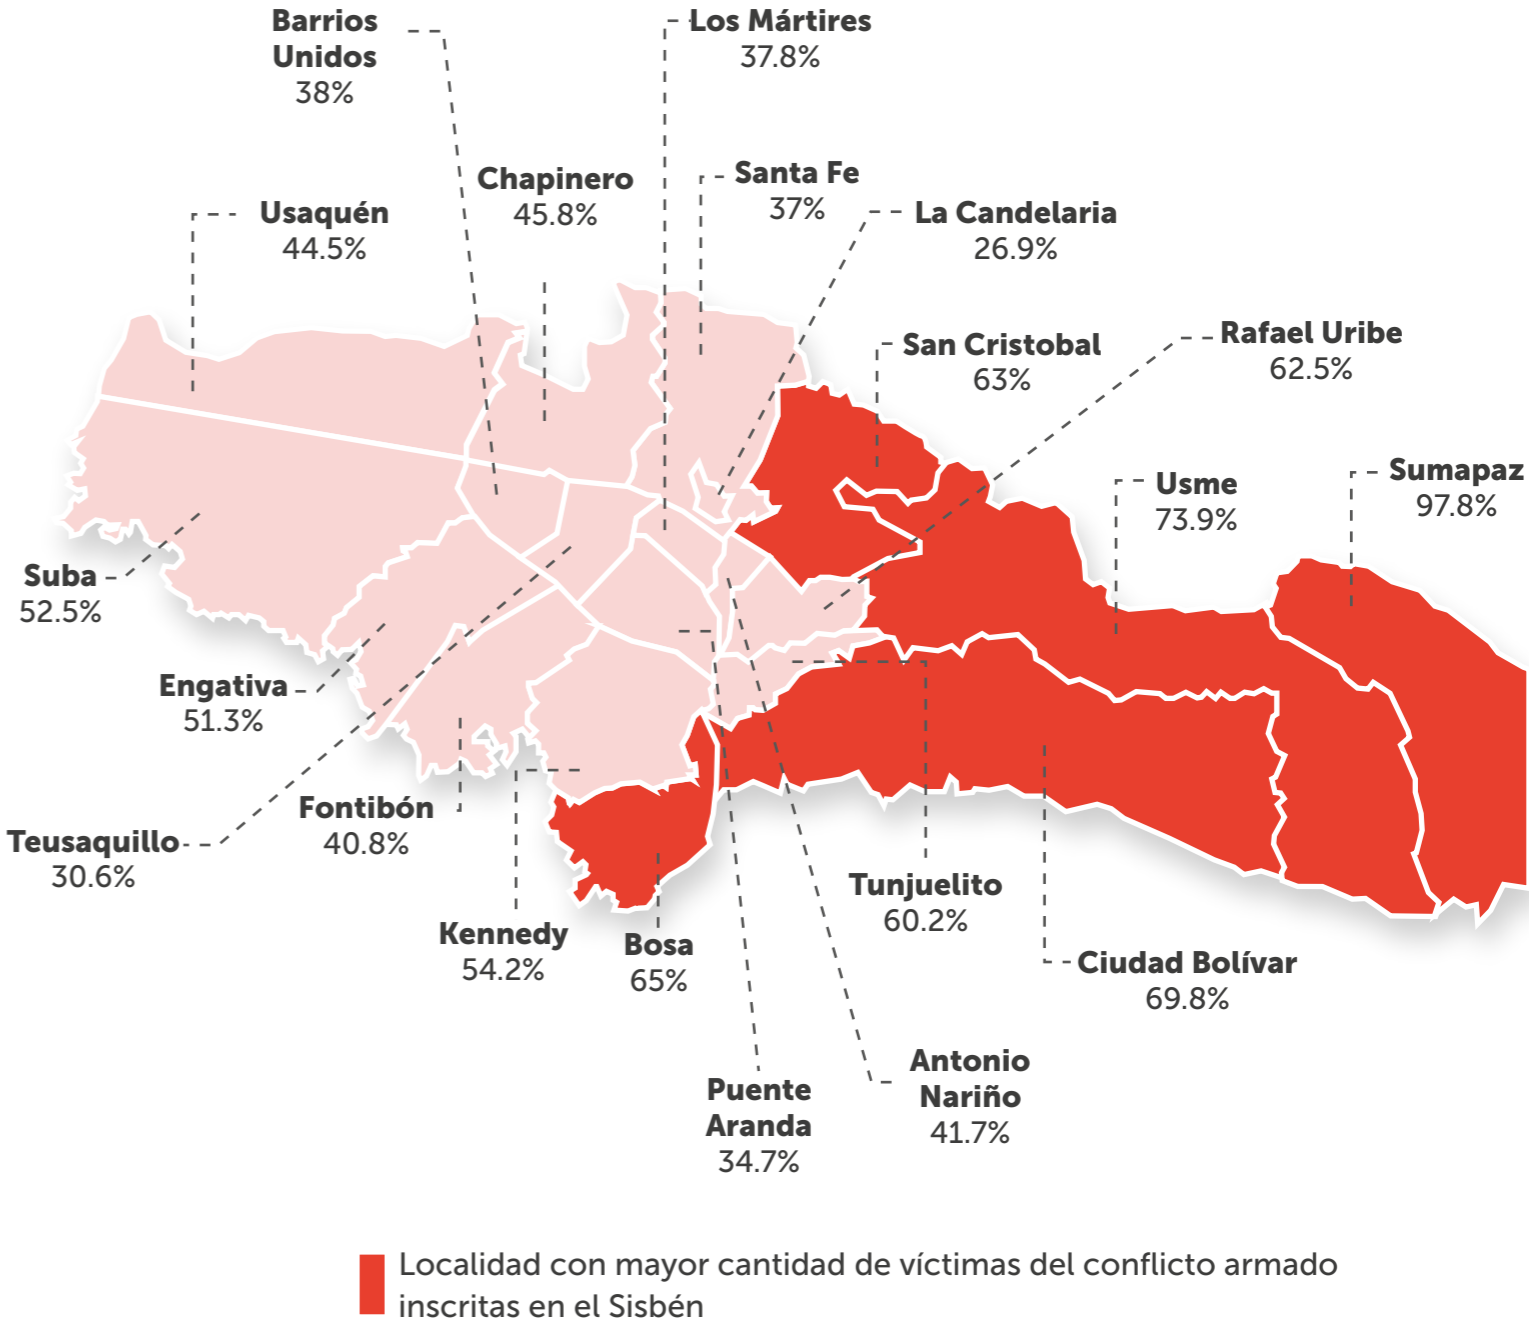 Barrios
Unidos
38%
Los Mártires
37.8%
Chapinero
45.8%
Santa Fe
37%
Usaquén
44.5%
La Candelaria
26.9%
San Cristobal
63%
Rafael Uribe
62.5%
Usme
73.9%
Sumapaz
97.8%
Suba
52.5%
Engativa
51.3%
Fontibón
40.8%
Teusaquillo
30.6%
Kennedy
54.2%
Bosa
65%
Tunjuelito
60.2%
Ciudad Bolívar
69.8%
Puente
Aranda
34.7%
Antonio
Nariño
41.7%
Localidad con mayor cantidad de víctimas del conflicto armado
inscritas en el Sisbén